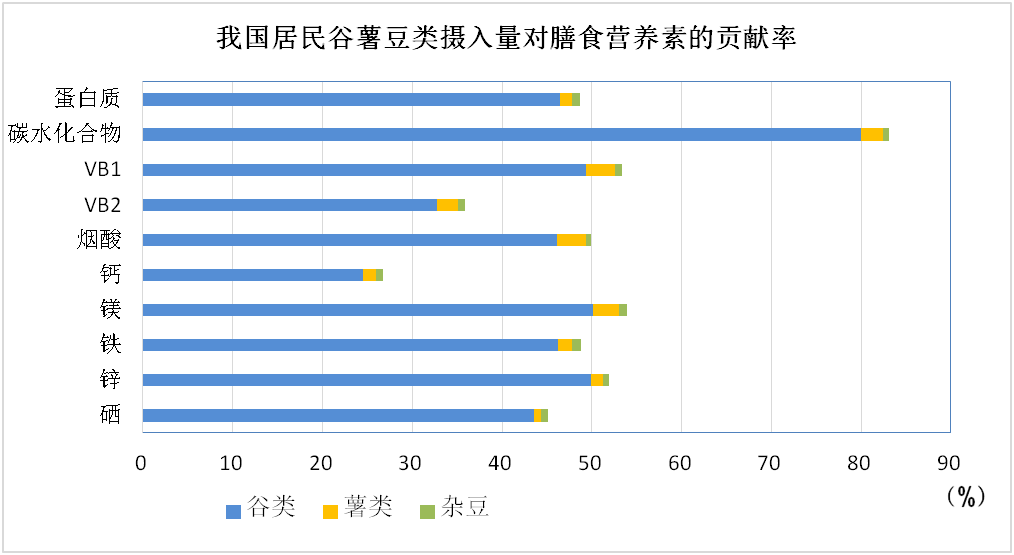 我国居民谷薯豆类摄入量对膳食营养素的贡献率
蛋白质
碳水化合物
VB1
VB2
烟酸
钙
镁
铁
锌
硒
0 10 20 30 40 50 60 70 80 90
（%）
谷类 薯类 杂豆